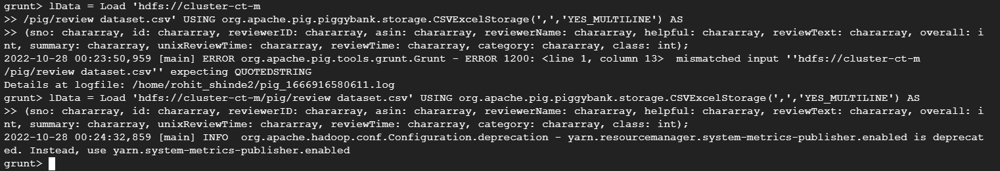 grunt> lData = Load 'hdfs://cluster-ct-m
>> /pig/review dataset.csv' USING org.apache.pig.piggybank.storage.CSVExcelStorage(',','YES_MULTILINE') AS
>> (sno: chararray, id: chararray, reviewerID: chararray, asin: chararray, reviewerName: chararray, helpful: chararray, reviewText: chararray, overall: i
nt, summary: chararray, unixReviewTime: chararray, reviewTime: chararray, category: chararray, class: int);
2022-10-28 00:23:50,959 [main] ERROR org.apache.pig.tools.grunt.Grunt - ERROR 1200: <line 1, column 13>  mismatched input ''hdfs://cluster-ct-m
/pig/review dataset.csv'' expecting QUOTEDSTRING
Details at logfile: /home/rohit_shinde2/pig_1666916580611.log
grunt> lData = Load 'hdfs://cluster-ct-m/pig/review dataset.csv' USING org.apache.pig.piggybank.storage.CSVExcelStorage(',','YES_MULTILINE') AS
>> (sno: chararray, id: chararray, reviewerID: chararray, asin: chararray, reviewerName: chararray, helpful: chararray, reviewText: chararray, overall: i
nt, summary: chararray, unixReviewTime: chararray, reviewTime: chararray, category: chararray, class: int);
2022-10-28 00:24:32,859 [main] INFO  org.apache.hadoop.conf.Configuration.deprecation - yarn.resourcemanager.system-metrics-publisher.enabled is deprecat
ed. Instead, use yarn.system-metrics-publisher.enabled
grunt>